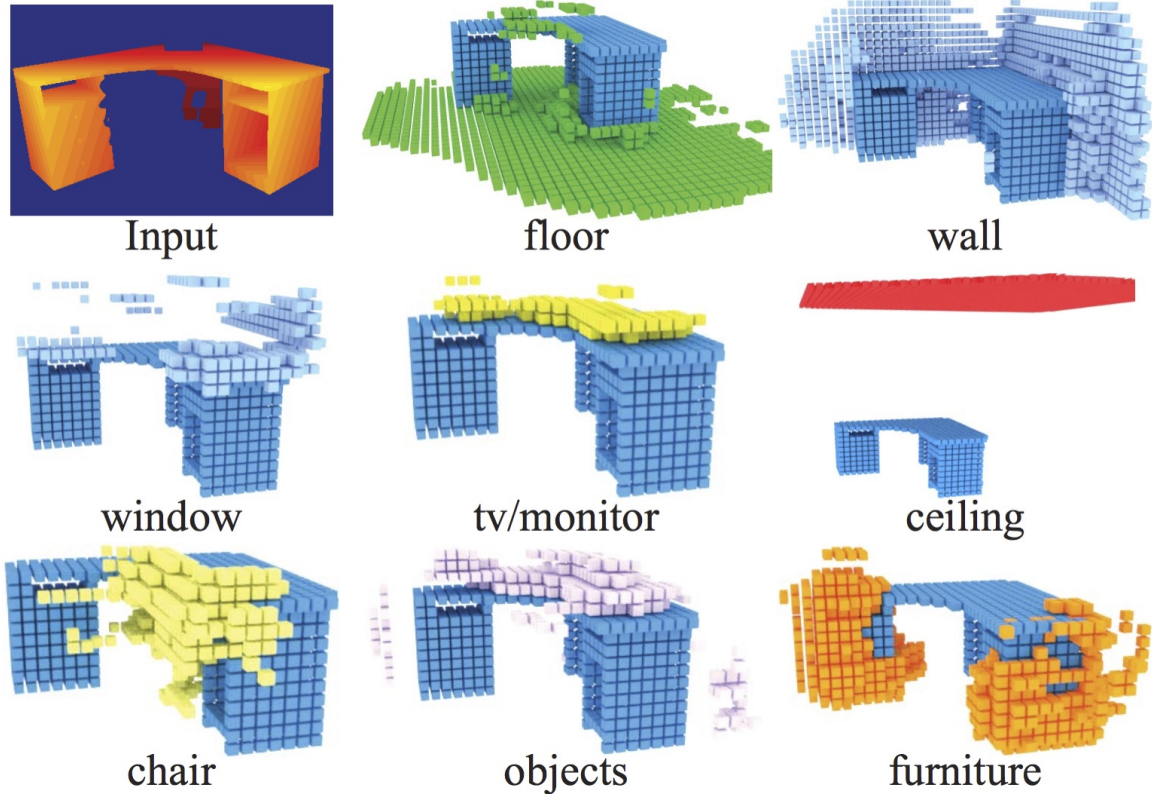 Input
floor
wall
window
tv/monitor
ceiling
chair
objects
furniture